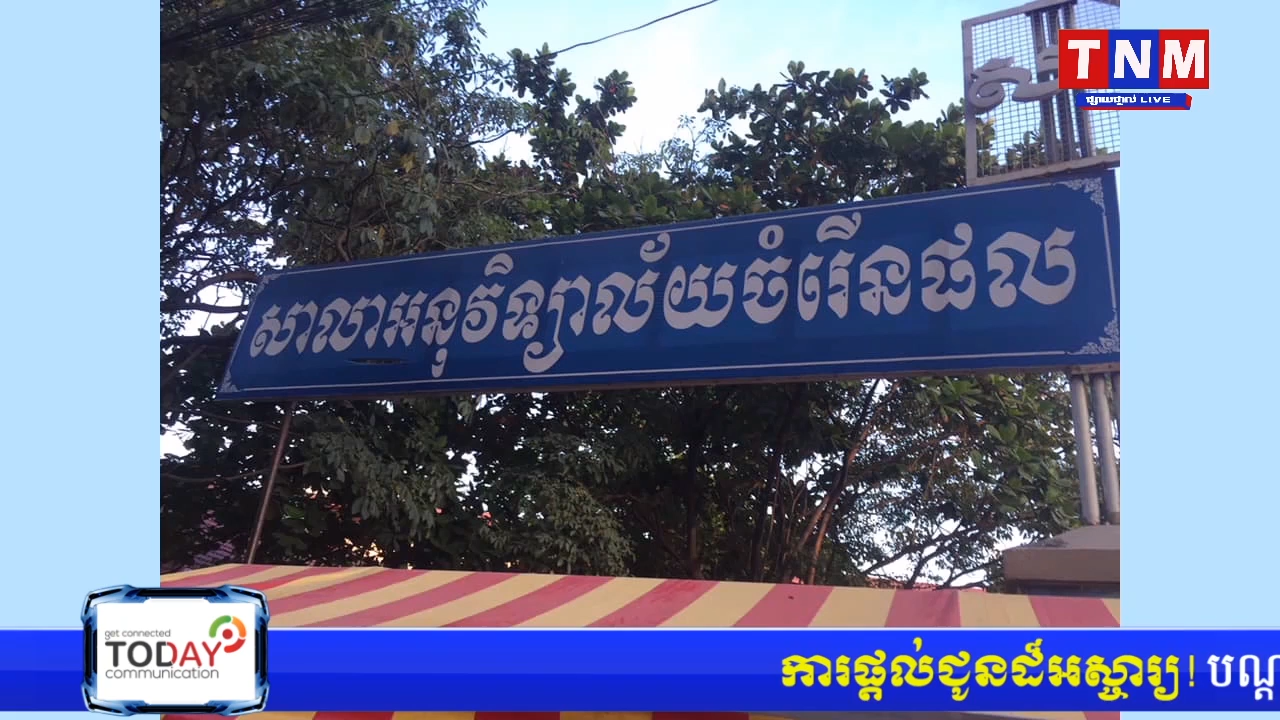 TNM
ផ្សាយផ្ទាល់ LIVE
សាលាអនុវិទ្យាល័យចំរើនផល
get connected
TODAY
communication
ការផ្តល់ជូនដ៏អស្ចារ្យ! បណ្ដ